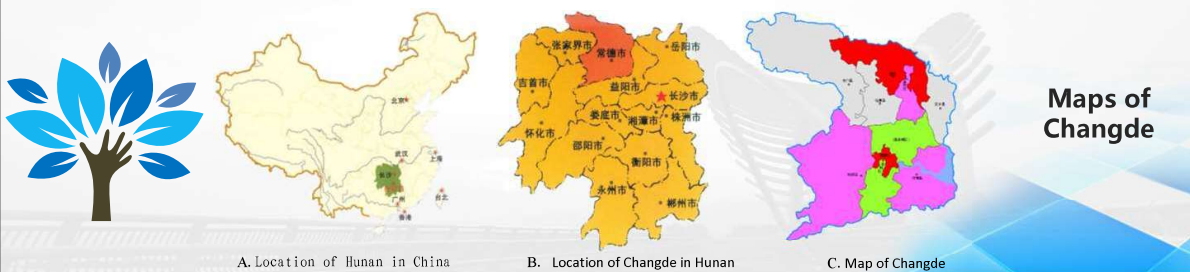 北京
武汉
上海
长沙
广州
台北
香港
A. Location of Hunan in China
张家界市
常德市
岳阳市
吉首市
益阳市
长沙市
娄底市
湘潭市
株洲市
怀化市
邵阳市
衡阳市
永州市
郴州市
B. Location of Changde in Hunan
C. Map of Changde
Maps of
Changde